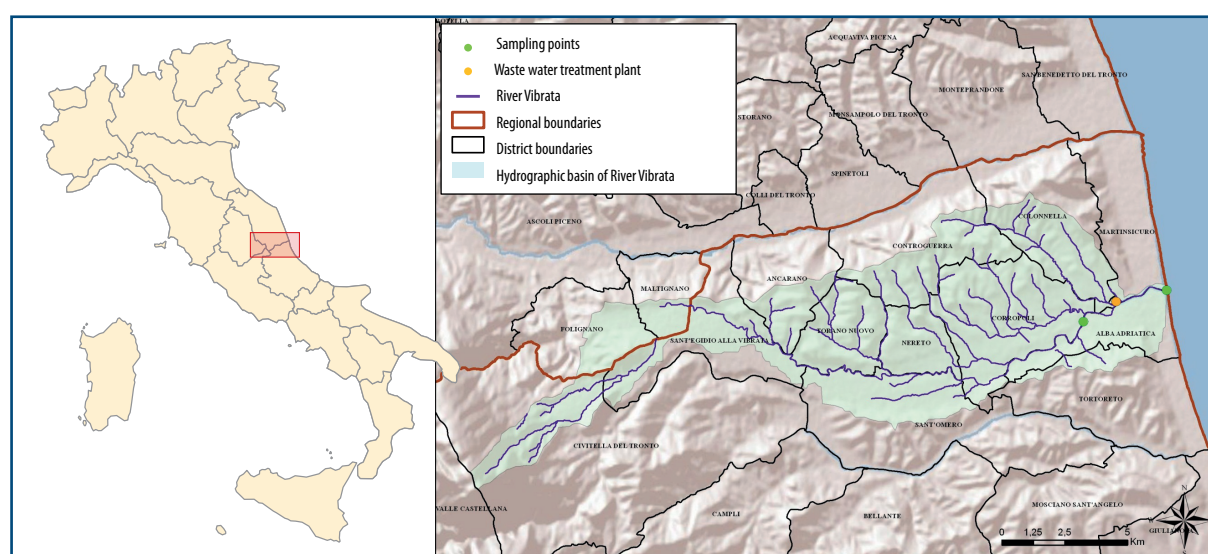 Sampling points
Waste water treatment plant
River Vibrata
Regional boundaries
District boundaries
Hydrographic basin of River Vibrata
ACQUAVIVA PICENA
SAN BENEDETTO DEL TRONTO
MONTEPRANDONE
MONSAMPOLO DEL TRONTO
STORANO
SPINETOLI
COLLI DEL TRONTO
ASCOLI PICENO
COLONNELLA
MARTINSICURO
CONTROGUERRA
ANCARANO
MALTIGNANO
FOLIGNANO
CORROPOLI
TORANO NUOVO
ALBA ADRIATICA
SANT'EGIDIO ALLA VIBRATA
NERETO
TORTORETO
SANT'OMERO
CIVITELLA DEL TRONTO
VALLE CASTELLANA
CAMPLI
BELLANTE
MOSCIANO SANT'ANGELO
N
0 1,25 2,5 5
Km